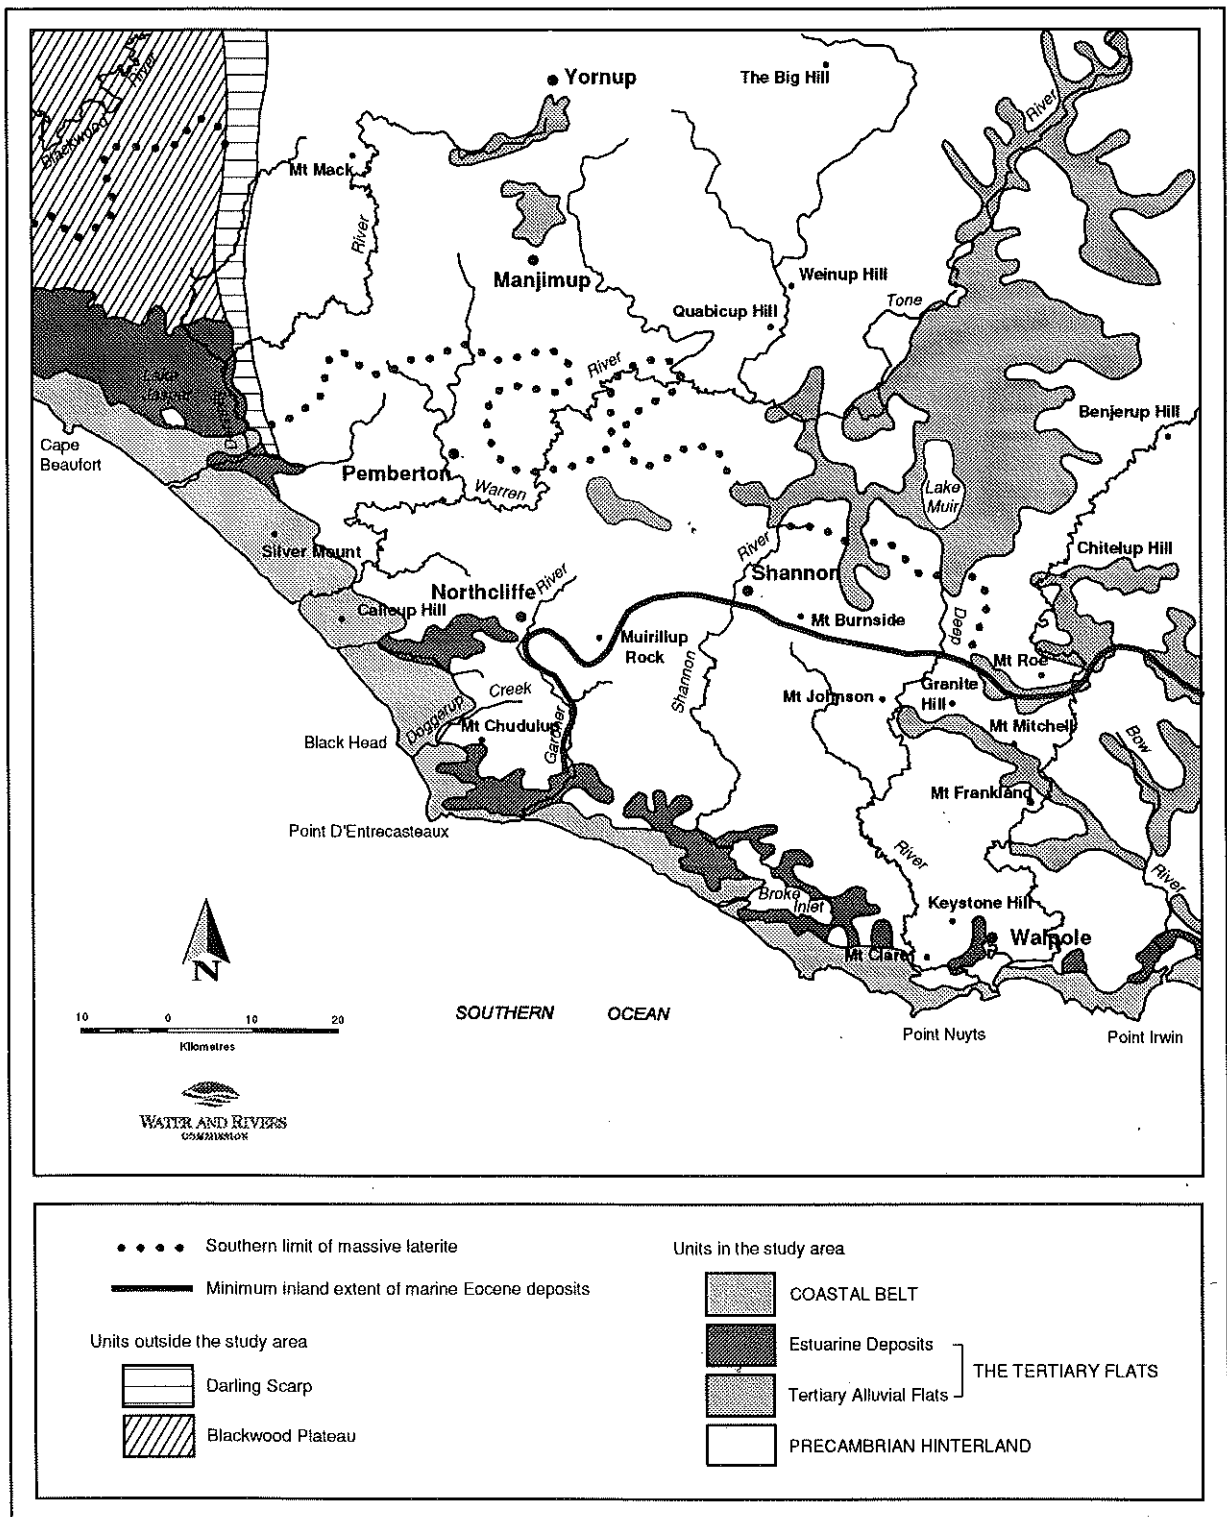 Yornup
The Big Hill
River
River
Blackwood
Mt Mack
River
Manjimup
Weinup Hill
Quabicup Hill
Tone
River
Lake
Jasper
Benjerup Hill
Cape
Beaufort
Pemberton
Warren
Lake
Muir
Silver Mount
River
Shannon
Chitelup Hill
Northcliffe
River
Calleup Hill
Mt Burnside
Deep
Muirillup
Rock
Shannon
Mt Roe
Creek
Doggerup
Mt Johnson
Granite
Hill
Mt Chudulup
Gardner
Mt Mitchell
Bow
Black Head
Mt Frankland
Point D'Entrecasteaux
River
River
Broke
Inlet
Keystone Hill
Walpole
Mt Clare
N
SOUTHERN OCEAN
10 0 10 20
Kilometres
Point Nuyts
Point Irwin
WATER AND RIVERS
COMMISSION
Southern limit of massive laterite
Minimum inland extent of marine Eocene deposits
Units outside the study area
Darling Scarp
Blackwood Plateau
Units in the study area
COASTAL BELT
Estuarine Deposits
THE TERTIARY FLATS
Tertiary Alluvial Flats
PRECAMBRIAN HINTERLAND